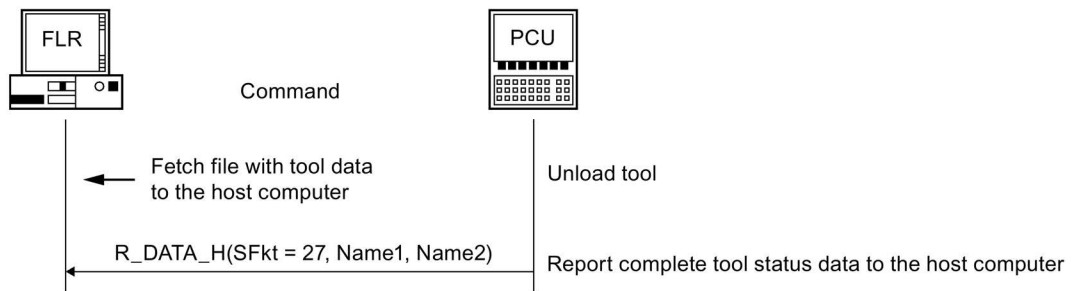 FLR
PCU
Command
Fetch file with tool data
to the host computer
Unload tool
R_DATA_H(SFkt = 27, Name1, Name2)
Report complete tool status data to the host computer